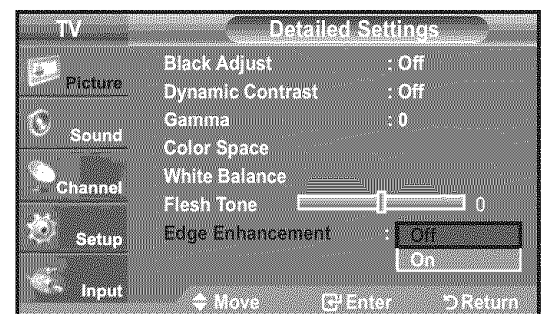 TV
Detailed Settings
Picture
Sound
Channel
Setup
Input
Black Adjust : Off
Dynamic Contrast : Off
Gamma : 0
Color Space
White Balance
Flesh Tone 0
Edge Enhancement : Off
On
Move Enter Return